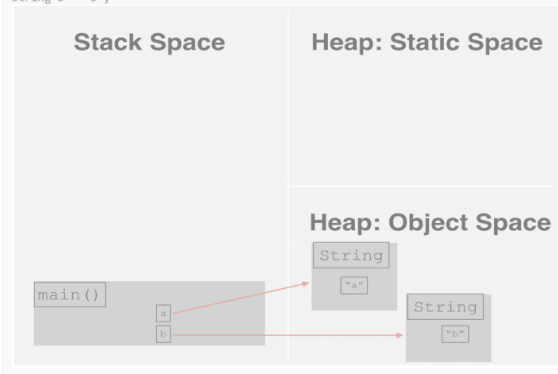 Stack Space
Heap: Static Space
Heap: Object Space
String
"a"
main()
a
String
b
"b"